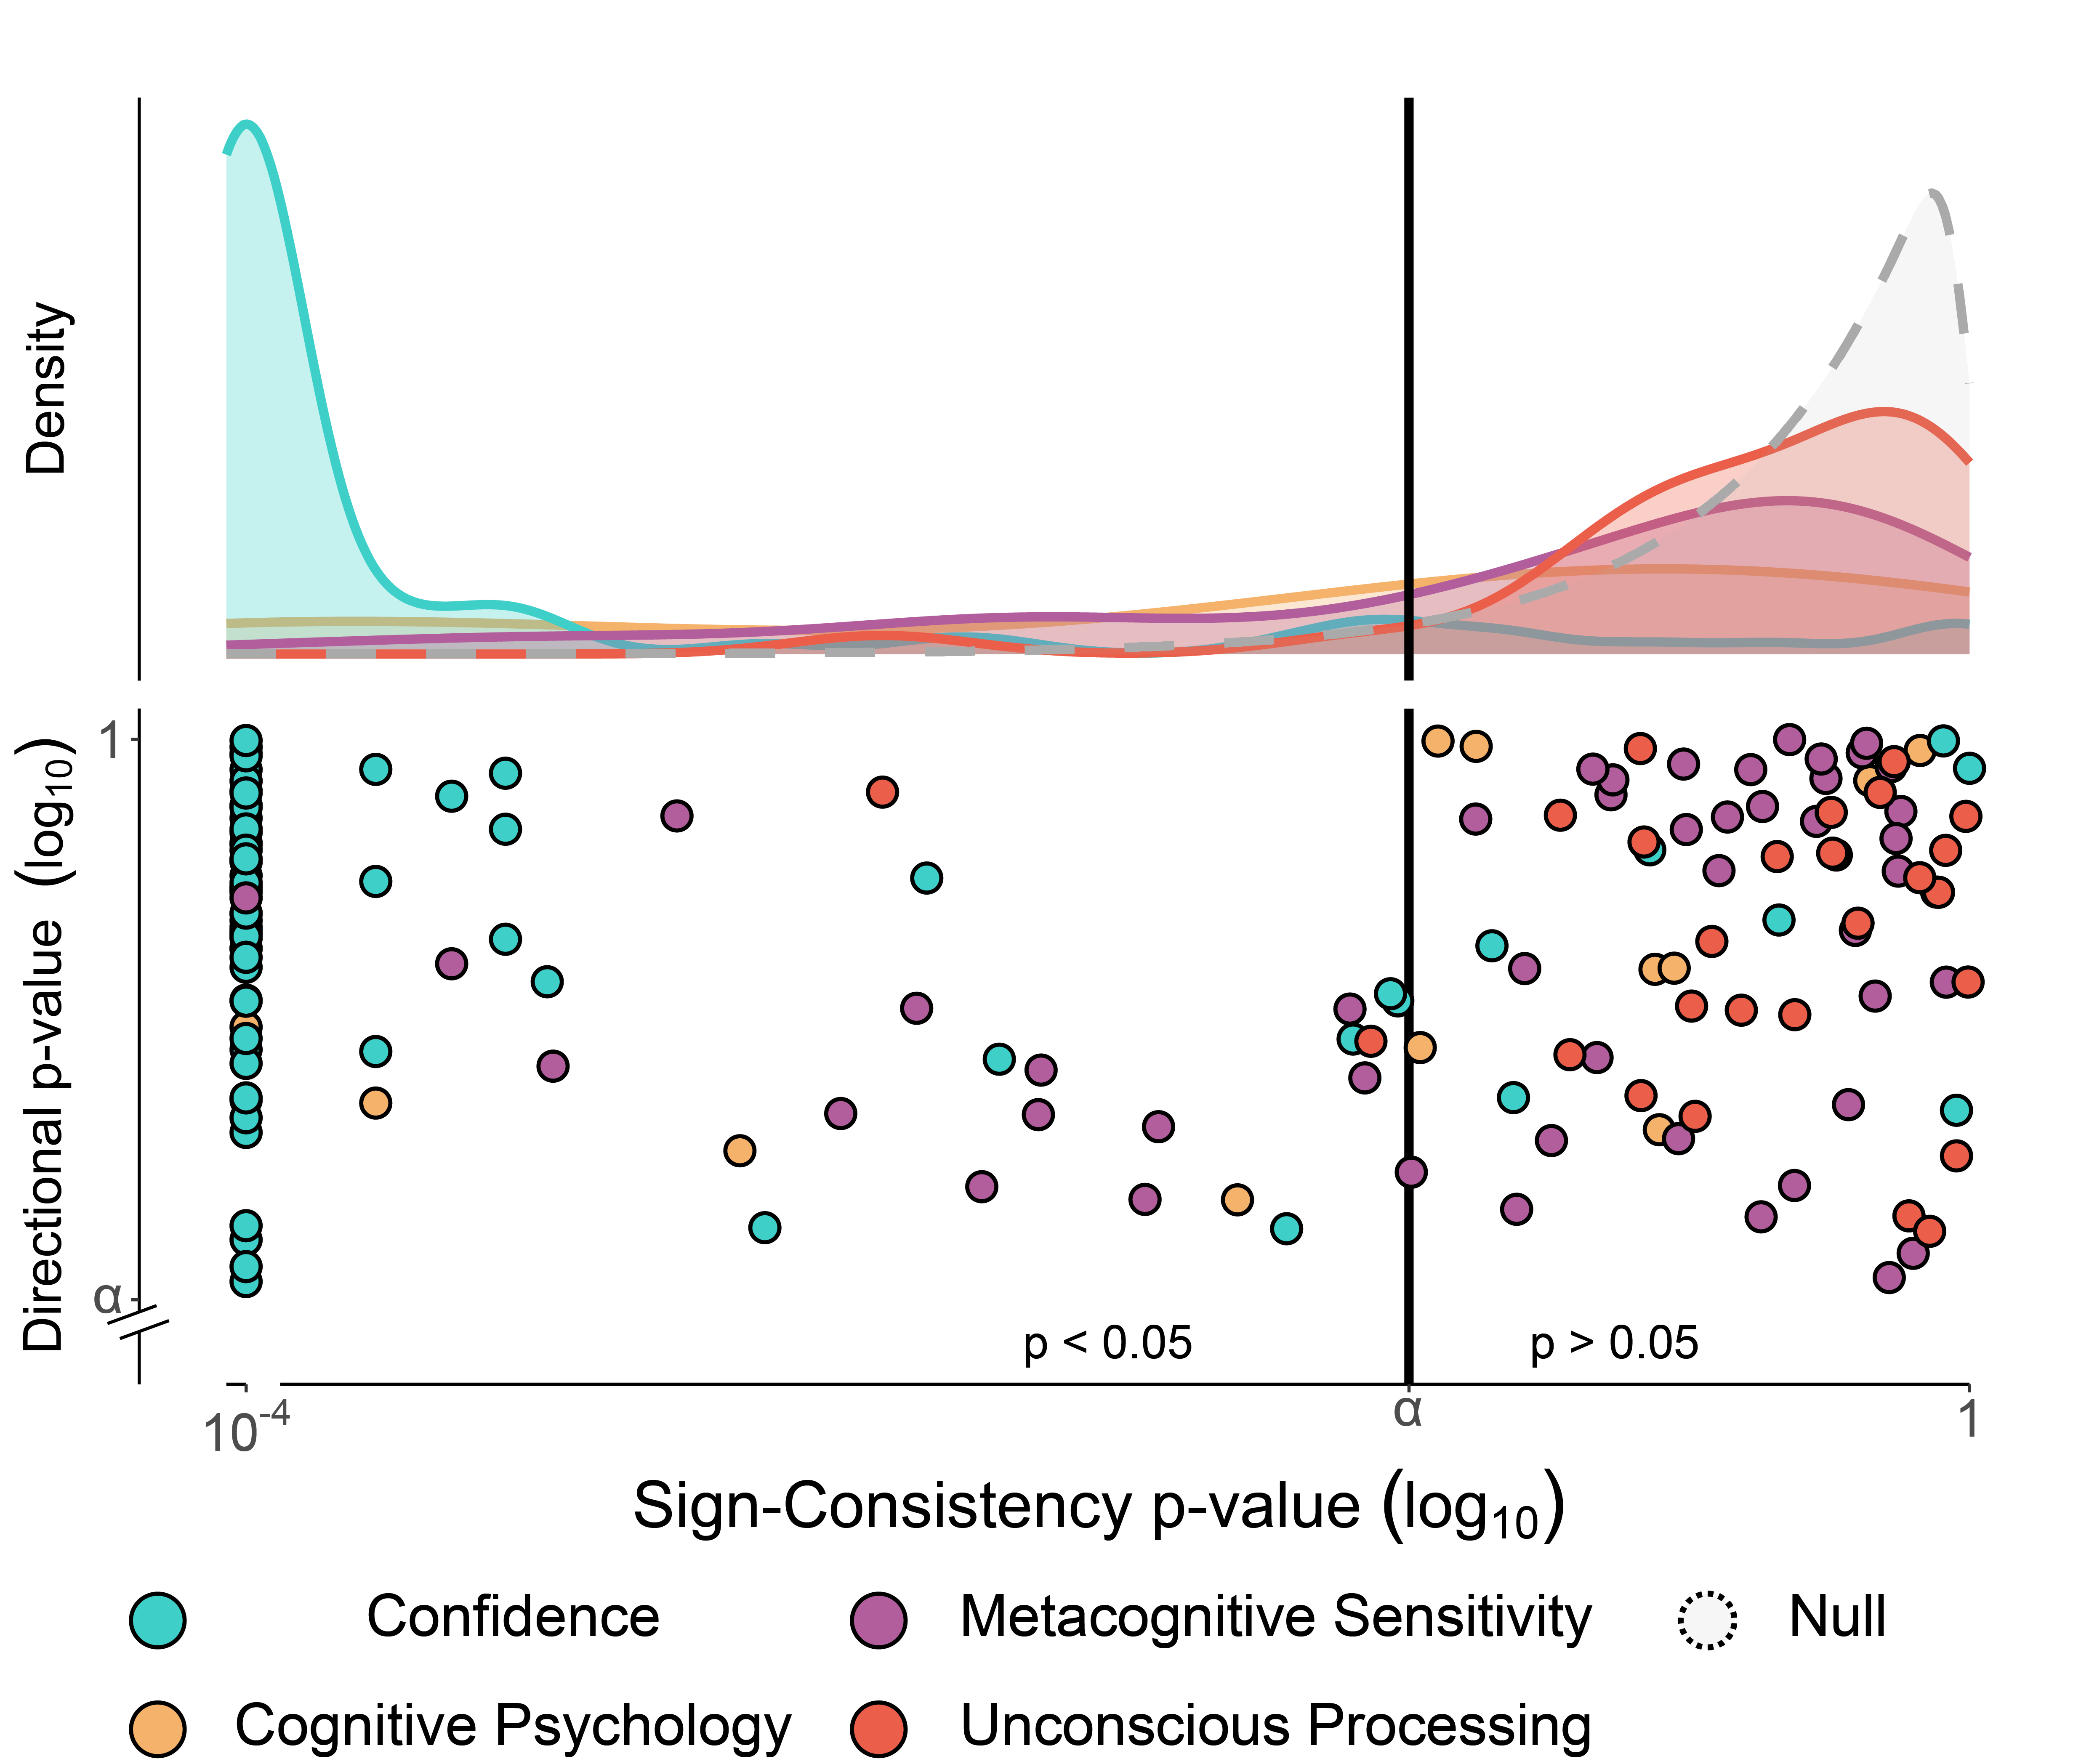 Density
Directional p-value (log10)
1
α
p < 0.05
p > 0.05
10-4
α
1
Sign-Consistency p-value (log10)
Confidence
Metacognitive Sensitivity
Null
Cognitive Psychology
Unconscious Processing